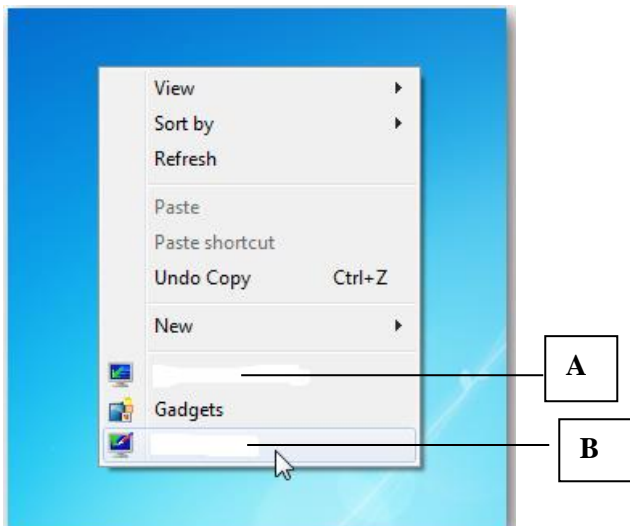 View
Sort by
Refresh
Paste
Paste shortcut
Undo Copy Ctrl+Z
New
A
Gadgets
B